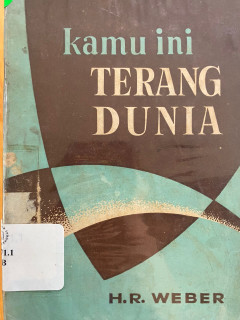 kamu ini
TERANG
DUNIA
H.R. WEBER